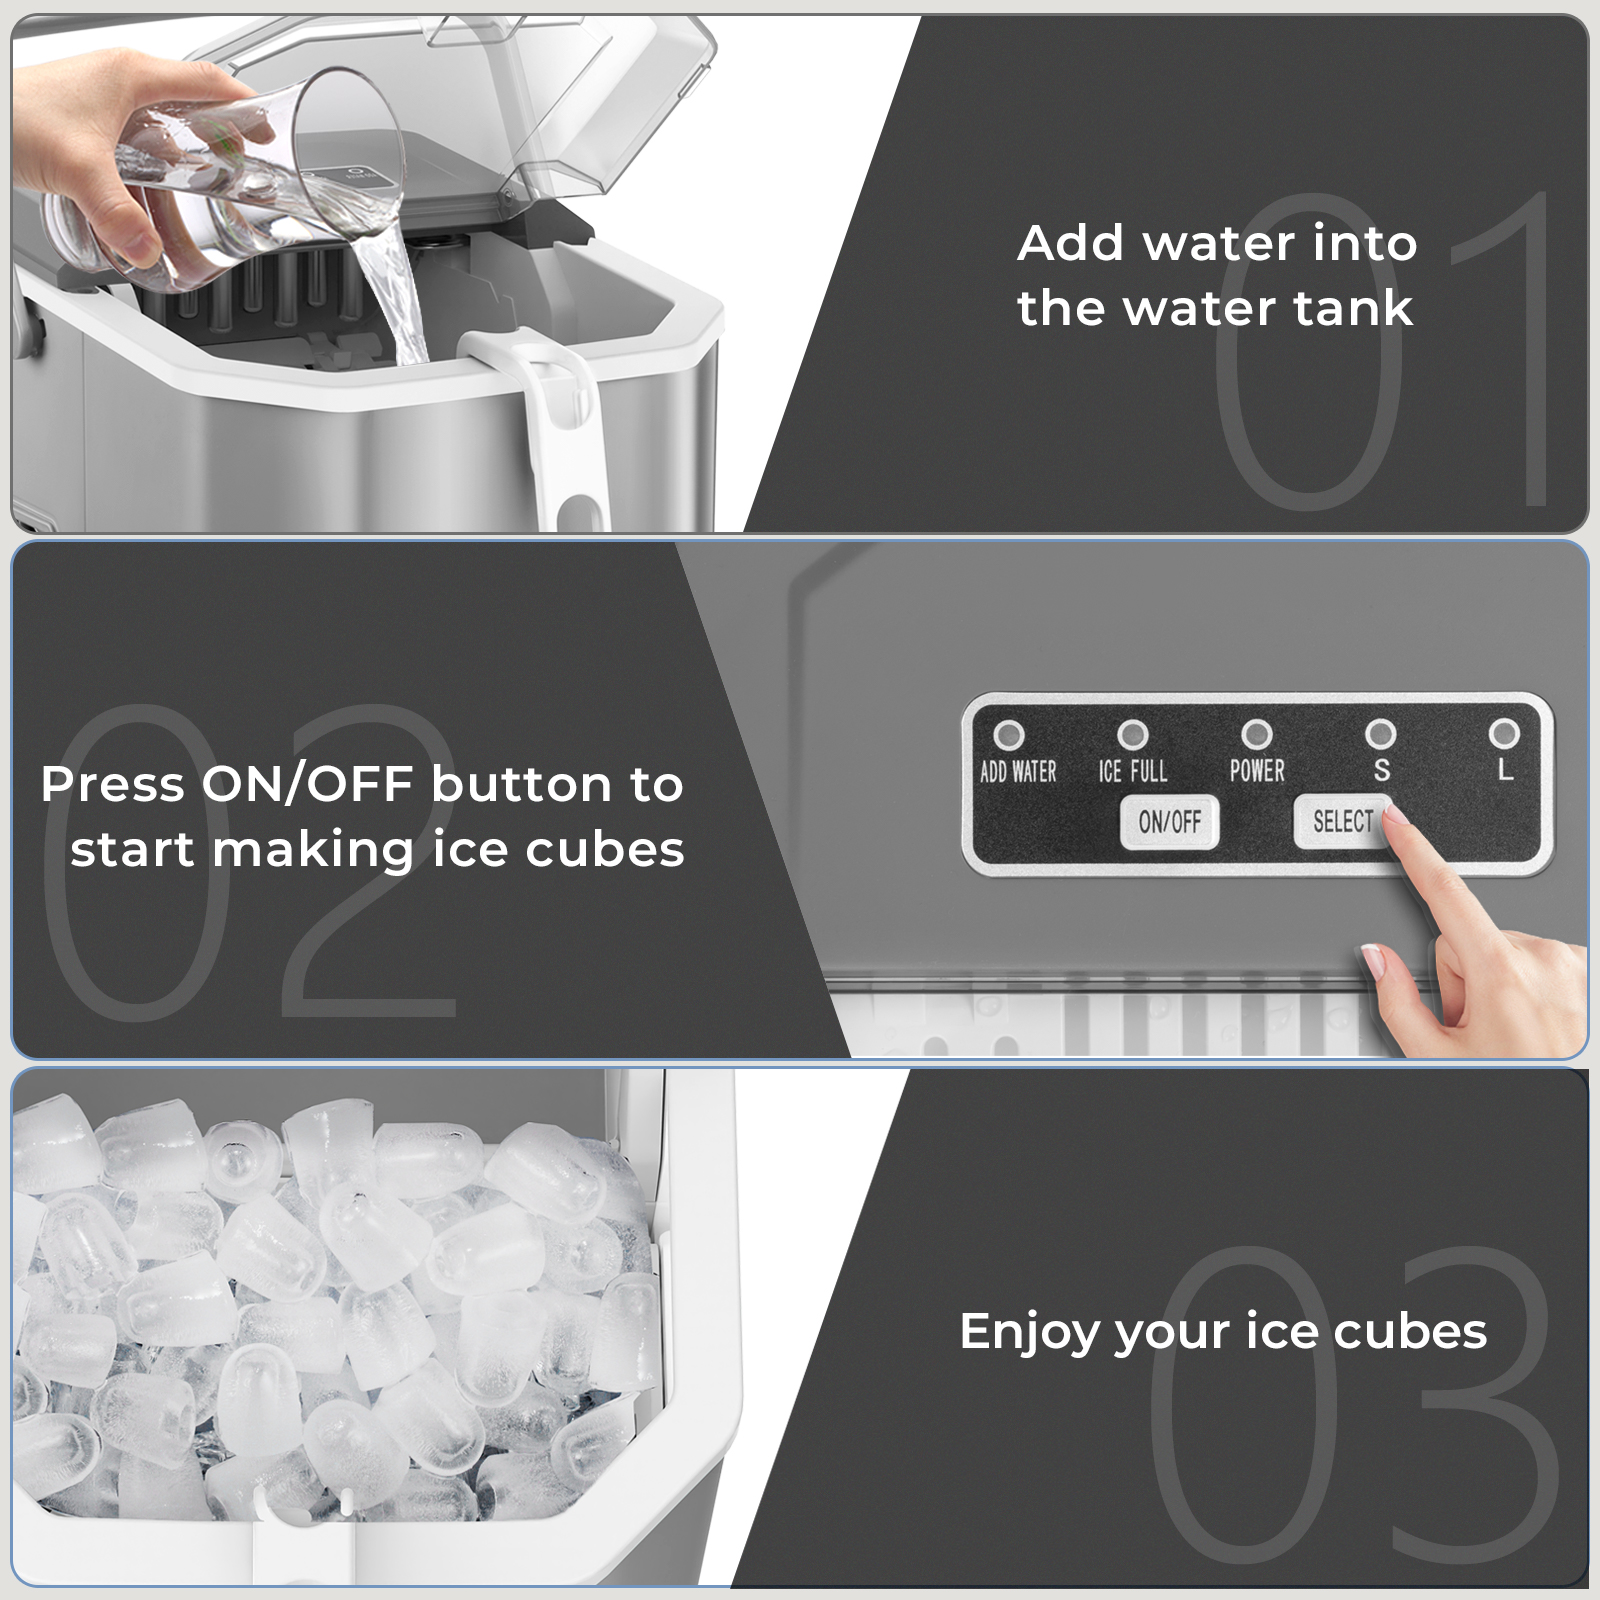 Add water into
the water tank
01
Press ON/OFF button to
start making ice cubes
02
ADD WATER ICE FULL POWER S L
ON/OFF SELECT
Enjoy your ice cubes
03